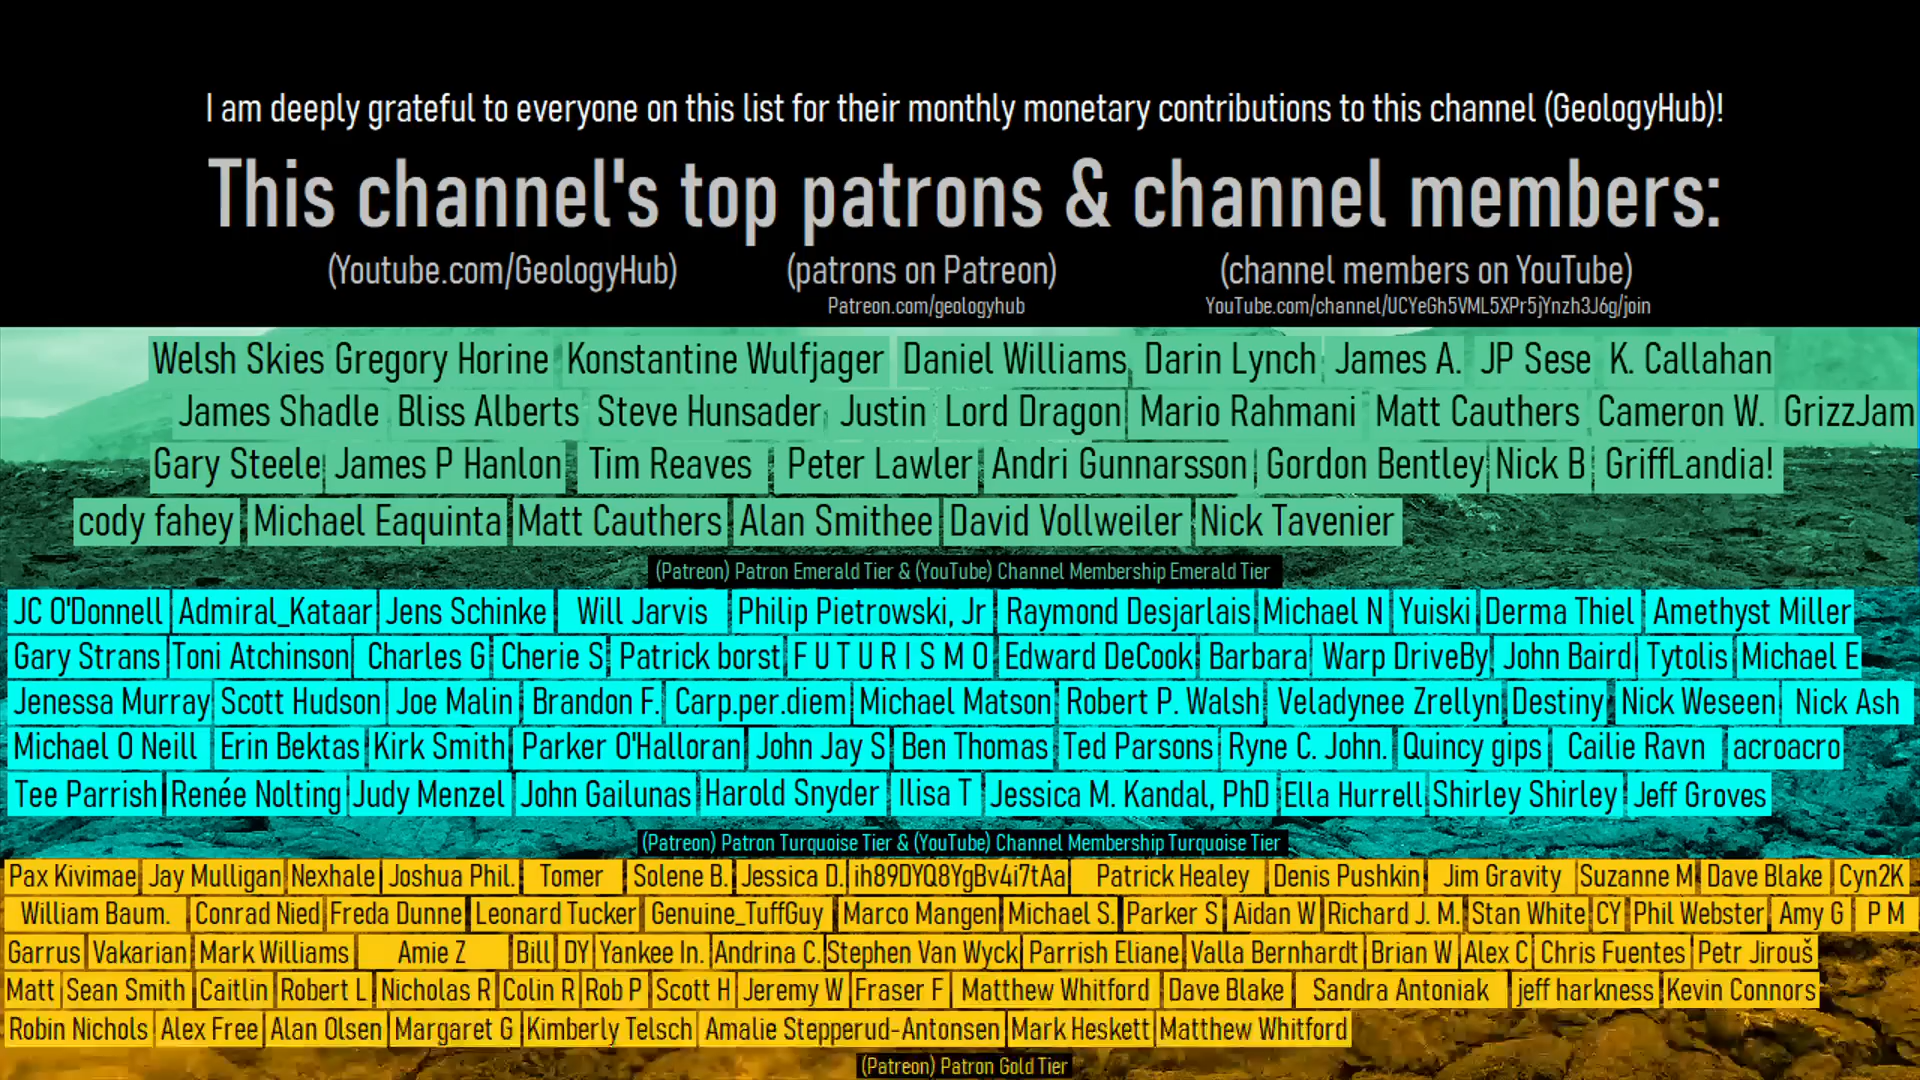 I am deeply grateful to everyone on this list for their monthly monetary contributions to this channel (GeologyHub)!
This channel's top patrons & channel members:
(Youtube.com/GeologyHub) (patrons on Patreon) (channel members on YouTube)
Patreon.com/geologyhub YouTube.com/channel/UCYeGh5VML5XPr5jYnzh3J6g/join
Welsh Skies Gregory Horine Konstantine Wulfjager Daniel Williams Darin Lynch James A. JP Sese K. Callahan
James Shadle Bliss Alberts Steve Hunsader Justin Lord Dragon Mario Rahmani Matt Cauthers Cameron W. GrizzJam
Gary Steele James P Hanlon Tim Reaves Peter Lawler Andri Gunnarsson Gordon Bentley Nick B GriffLandia!
cody fahey Michael Eaquinta Matt Cauthers Alan Smithee David Vollweiler Nick Tavenier
(Patreon) Patron Emerald Tier & (YouTube) Channel Membership Emerald Tier
JC O'Donnell Admiral_Kataar Jens Schinke Will Jarvis Philip Pietrowski, Jr Raymond Desjarlais Michael N Yuiski Derma Thiel Amethyst Miller
Gary Strans Toni Atchinson Charles G Cherie S Patrick borst F U T U R I S M O Edward DeCook Barbara Warp DriveBy John Baird Tytolis Michael E
Jenessa Murray Scott Hudson Joe Malin Brandon F. Carp.per.diem Michael Matson Robert P. Walsh Veladynee Zrellyn Destiny Nick Weseen Nick Ash
Michael O Neill Erin Bektas Kirk Smith Parker O'Halloran John Jay S Ben Thomas Ted Parsons Ryne C. John. Quincy gips Cailie Ravn acroacro
Tee Parrish Renée Nolting Judy Menzel John Gailunas Harold Snyder Ilisa T Jessica M. Kandal, PhD Ella Hurrell Shirley Shirley Jeff Groves
(Patreon) Patron Turquoise Tier & (YouTube) Channel Membership Turquoise Tier
Pax Kivimae Jay Mulligan Nexhale Joshua Phil. Tomer Solene B. Jessica D. ih89DYQ8YgBv4i7tAa Patrick Healey Denis Pushkin Jim Gravity Suzanne M Dave Blake Cyn2K
William Baum. Conrad Nied Freda Dunne Leonard Tucker Genuine_TuffGuy Marco Mangen Michael S. Parker S Aidan W Richard J. M. Stan White CY Phil Webster Amy G P M
Garrus Vakarian Mark Williams Amie Z Bill DY Yankee In. Andrina C. Stephen Van Wyck Parrish Eliane Valla Bernhardt Brian W Alex C Chris Fuentes Petr Jirouš
Matt Sean Smith Caitlin Robert L Nicholas R Colin R Rob P Scott H Jeremy W Fraser F Matthew Whitford Dave Blake Sandra Antoniak jeff harkness Kevin Connors
Robin Nichols Alex Free Alan Olsen Margaret G Kimberly Telsch Amalie Stepperud-Antonsen Mark Heskett Matthew Whitford
(Patreon) Patron Gold Tier